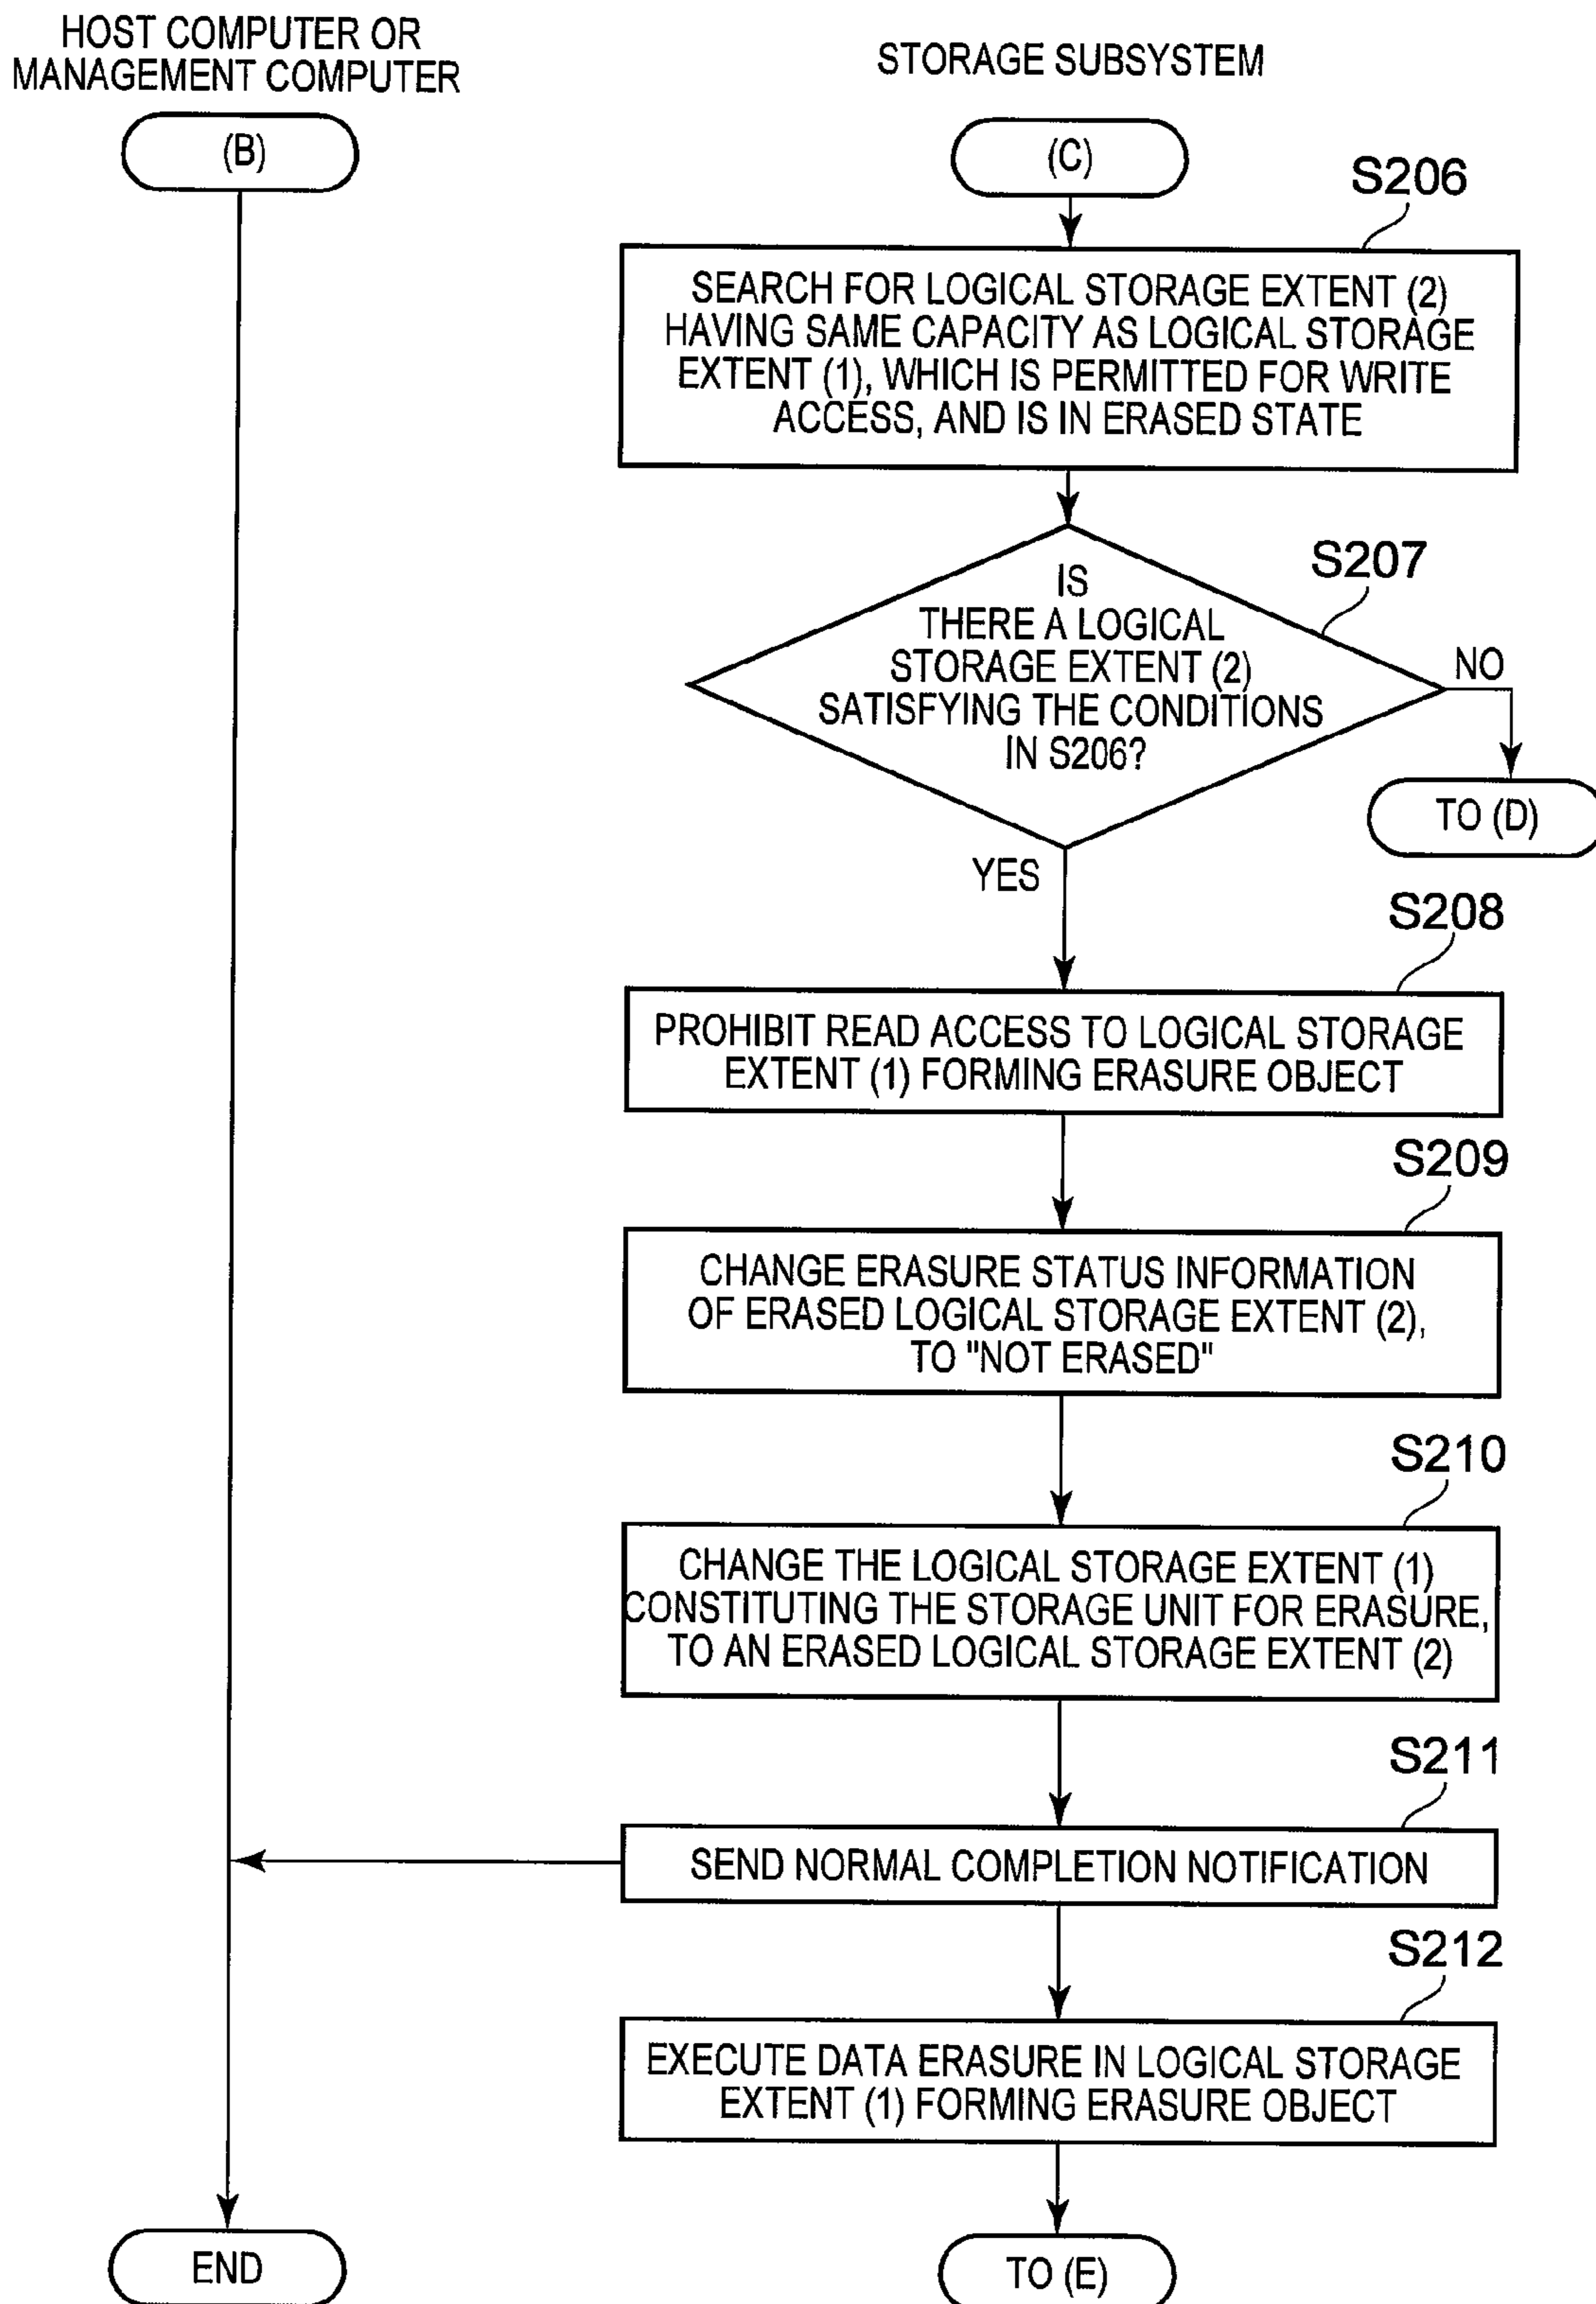 HOST COMPUTER OR
MANAGEMENT COMPUTER
STORAGE SUBSYSTEM
(B)
(C)
S206
SEARCH FOR LOGICAL STORAGE EXTENT (2)
HAVING SAME CAPACITY AS LOGICAL STORAGE
EXTENT (1), WHICH IS PERMITTED FOR WRITE
ACCESS, AND IS IN ERASED STATE
S207
IS
THERE A LOGICAL
STORAGE EXTENT (2)
SATISFYING THE CONDITIONS
IN S206?
NO
TO (D)
YES
S208
PROHIBIT READ ACCESS TO LOGICAL STORAGE
EXTENT (1) FORMING ERASURE OBJECT
S209
CHANGE ERASURE STATUS INFORMATION
OF ERASED LOGICAL STORAGE EXTENT (2),
TO "NOT ERASED"
S210
CHANGE THE LOGICAL STORAGE EXTENT (1)
CONSTITUTING THE STORAGE UNIT FOR ERASURE,
TO AN ERASED LOGICAL STORAGE EXTENT (2)
S211
SEND NORMAL COMPLETION NOTIFICATION
S212
EXECUTE DATA ERASURE IN LOGICAL STORAGE
EXTENT (1) FORMING ERASURE OBJECT
END
TO (E)